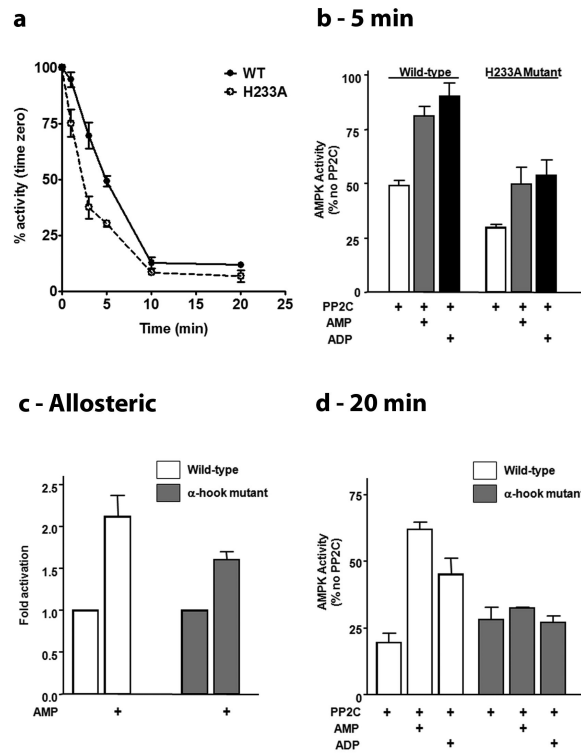 a
100
75
50
25
0
% activity (time zero)
WT
H233A
0 5 10 15 20 25
Time (min)
b - 5 min
Wild-type H233A Mutant
100
75
50
25
0
AMPK Activity
(% no PP2C)
PP2C + + + + + +
AMP + +
ADP + +
c - Allosteric
Wild-type
α-hook mutant
2.5
2.0
1.5
1.0
0.5
0.0
Fold activation
AMP + +
d - 20 min
Wild-type
α-hook mutant
75
50
25
0
AMPK Activity
(% no PP2C)
PP2C + + + + + +
AMP + +
ADP + +